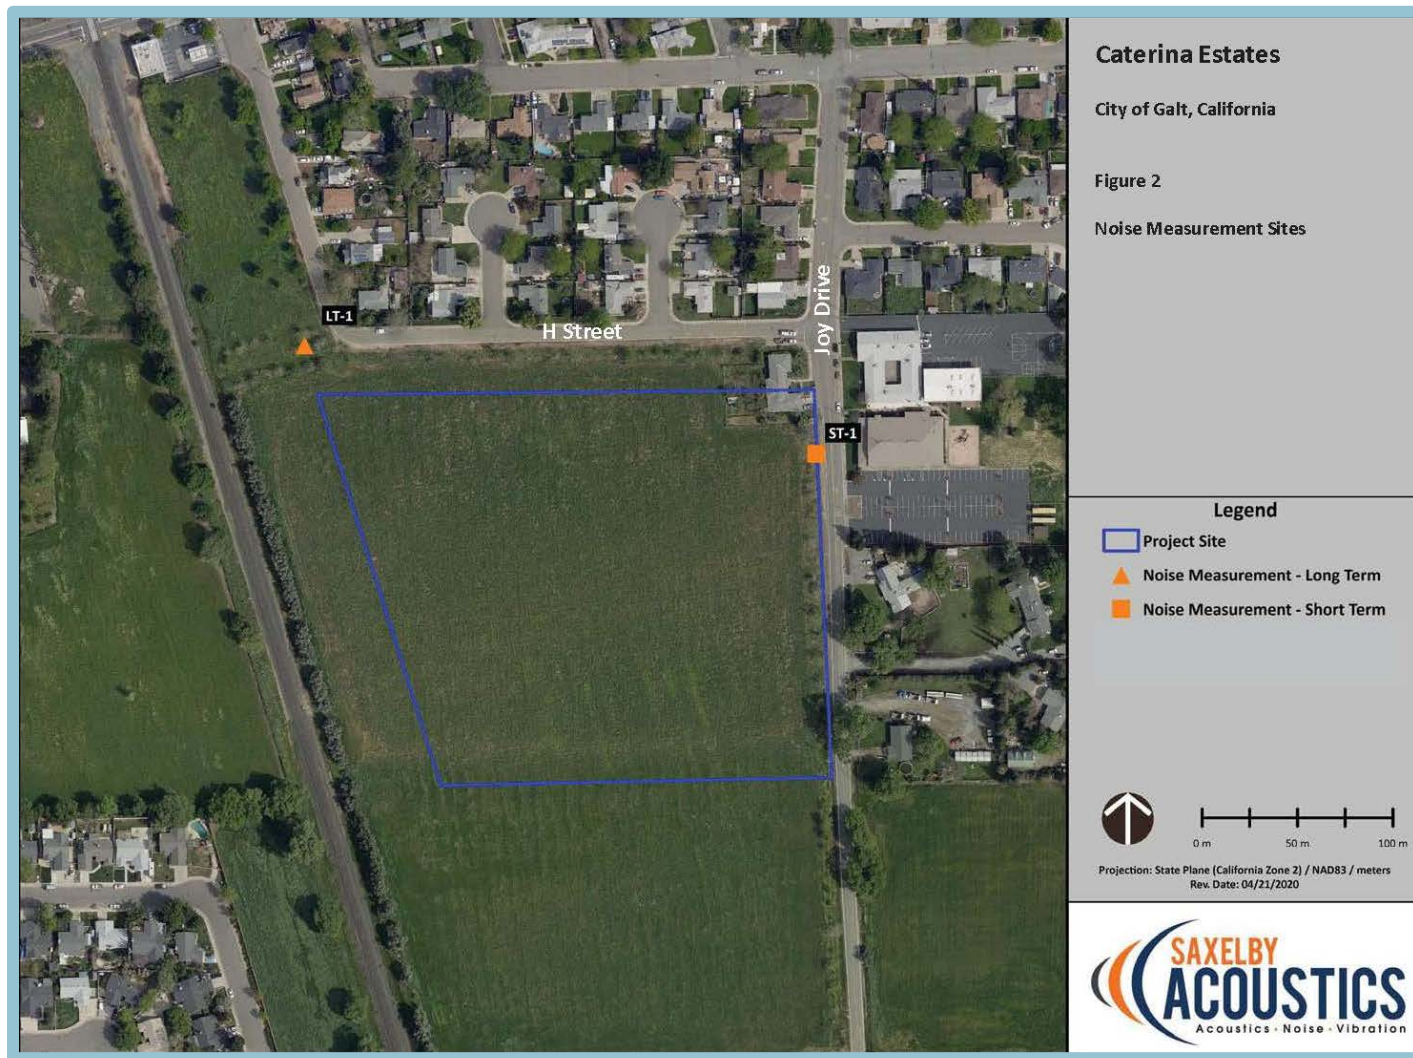 Caterina Estates
City of Galt, California
Figure 2
Noise Measurement Sites
LT-1
H Street
Joy Drive
ST-1
Legend
Project Site
Noise Measurement - Long Term
Noise Measurement - Short Term
0 m 50 m 100 m
Projection: State Plane (California Zone 2) / NAD83 / meters
Rev. Date: 04/21/2020
SAXELBY
ACOUSTICS
Acoustics · Noise · Vibration